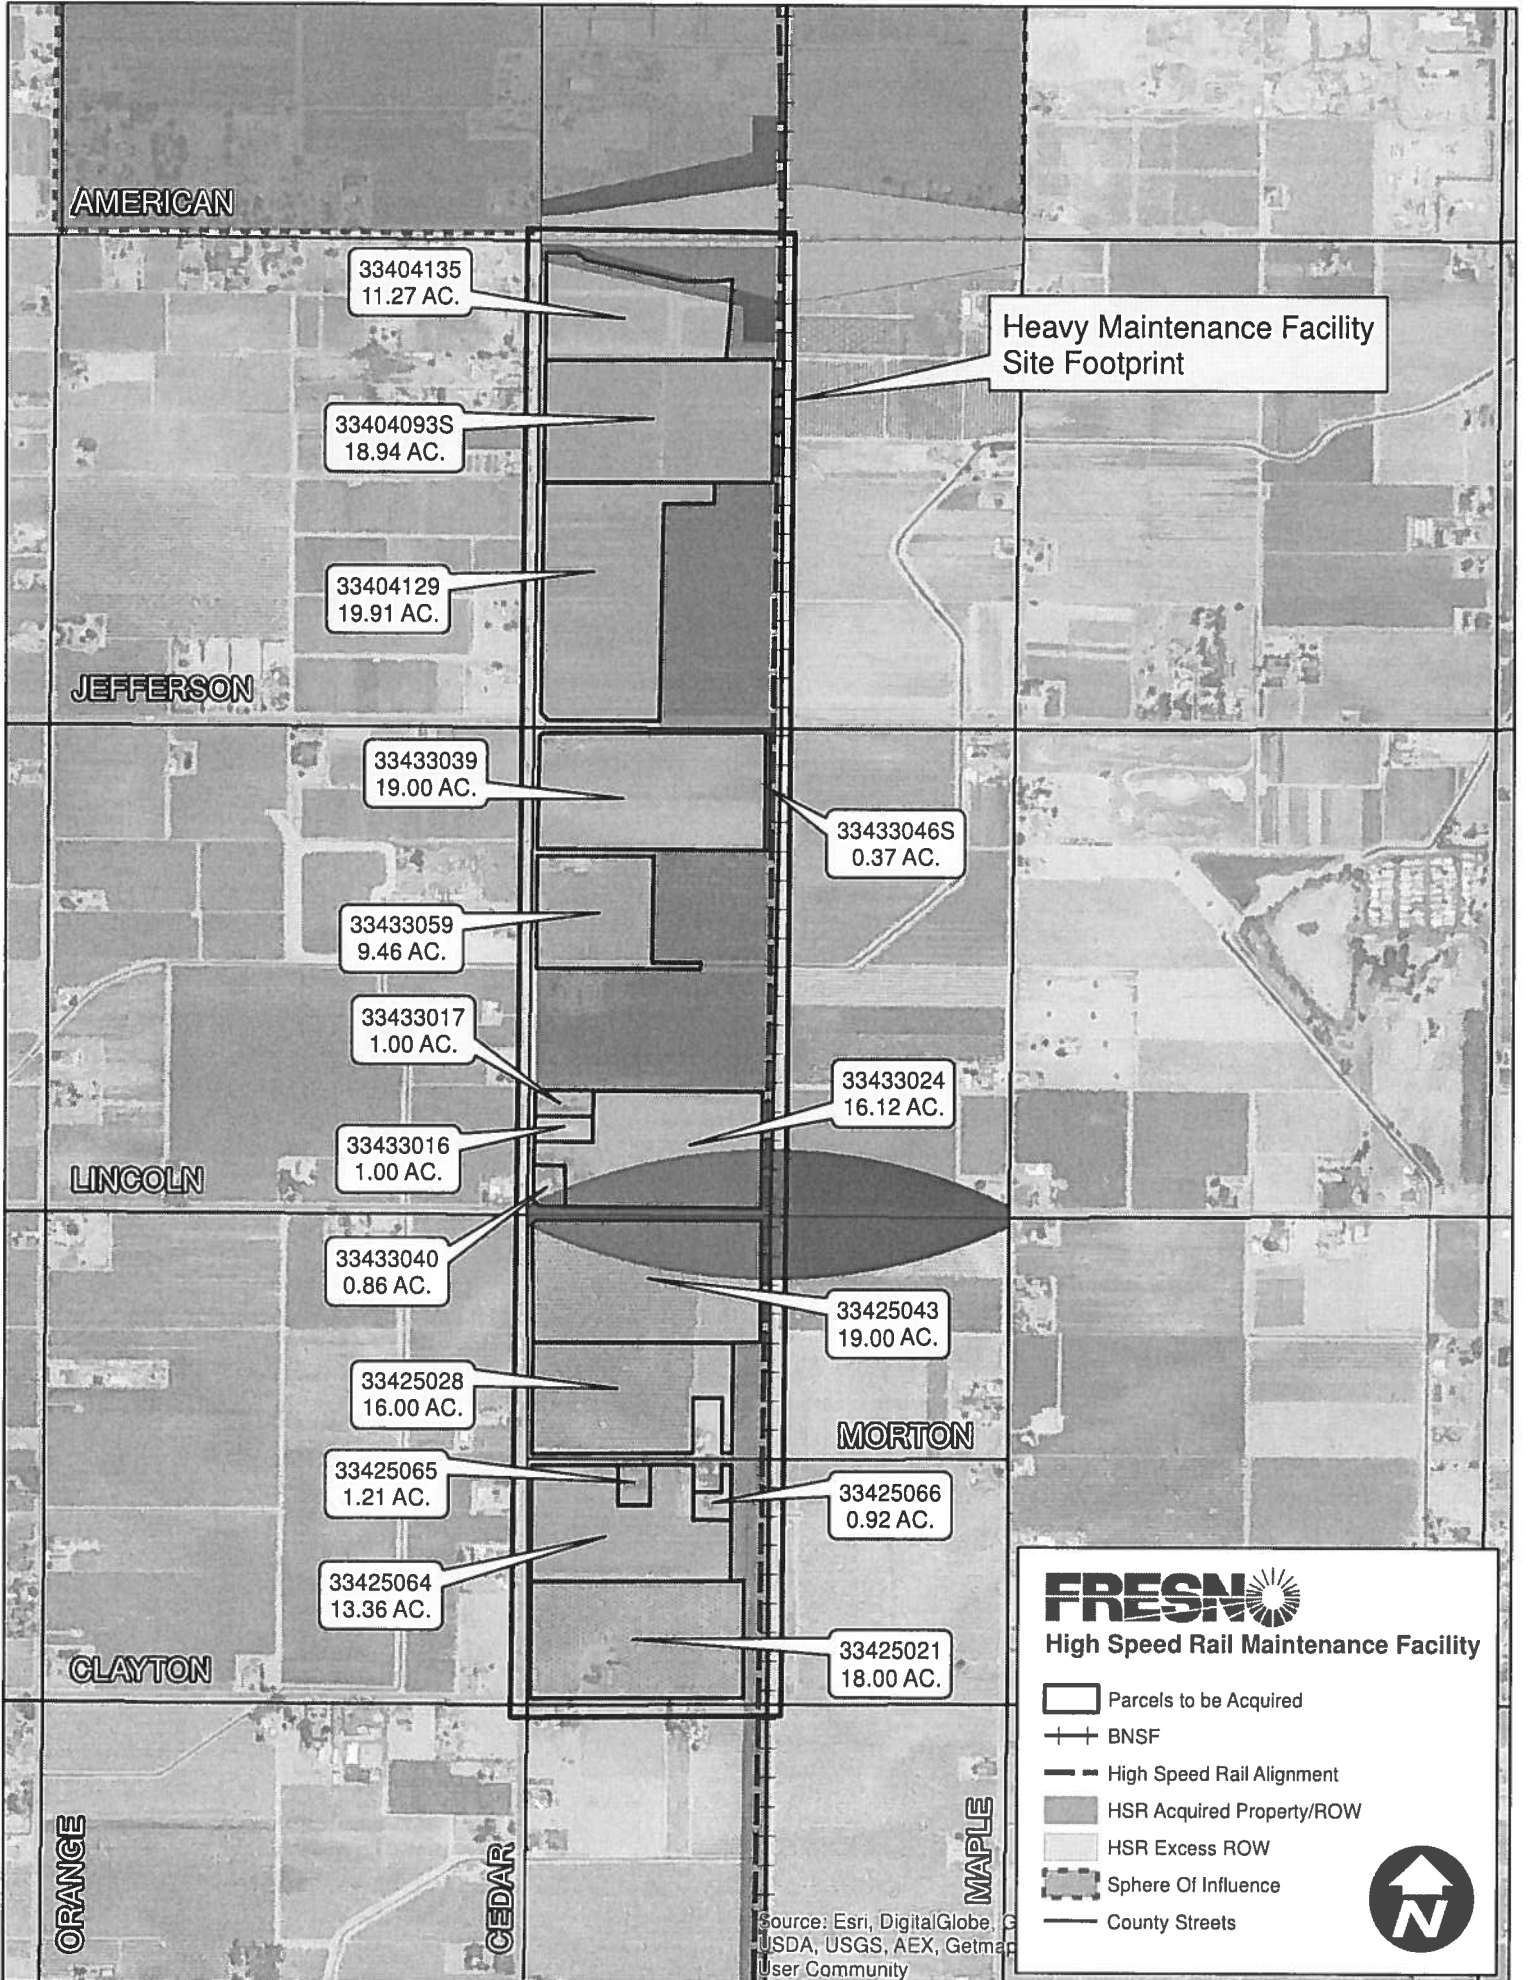 AMERICAN
33404135
11.27 AC.
Heavy Maintenance Facility
Site Footprint
33404093S
18.94 AC.
33404129
19.91 AC.
JEFFERSON
33433039
19.00 AC.
33433046S
0.37 AC.
33433059
9.46 AC.
33433017
1.00 AC.
33433024
16.12 AC.
33433016
1.00 AC.
LINCOLN
33433040
0.86 AC.
33425043
19.00 AC.
33425028
16.00 AC.
MORTON
33425065
1.21 AC.
33425066
0.92 AC.
33425064
13.36 AC.
33425021
18.00 AC.
CLAYTON
ORANGE
CEDAR
MAPLE
FRESNO
High Speed Rail Maintenance Facility
Parcels to be Acquired
BNSF
High Speed Rail Alignment
HSR Acquired Property/ROW
HSR Excess ROW
Sphere Of Influence
County Streets
N
Source: Esri, DigitalGlobe, G
USDA, USGS, AEX, Getmap
User Community